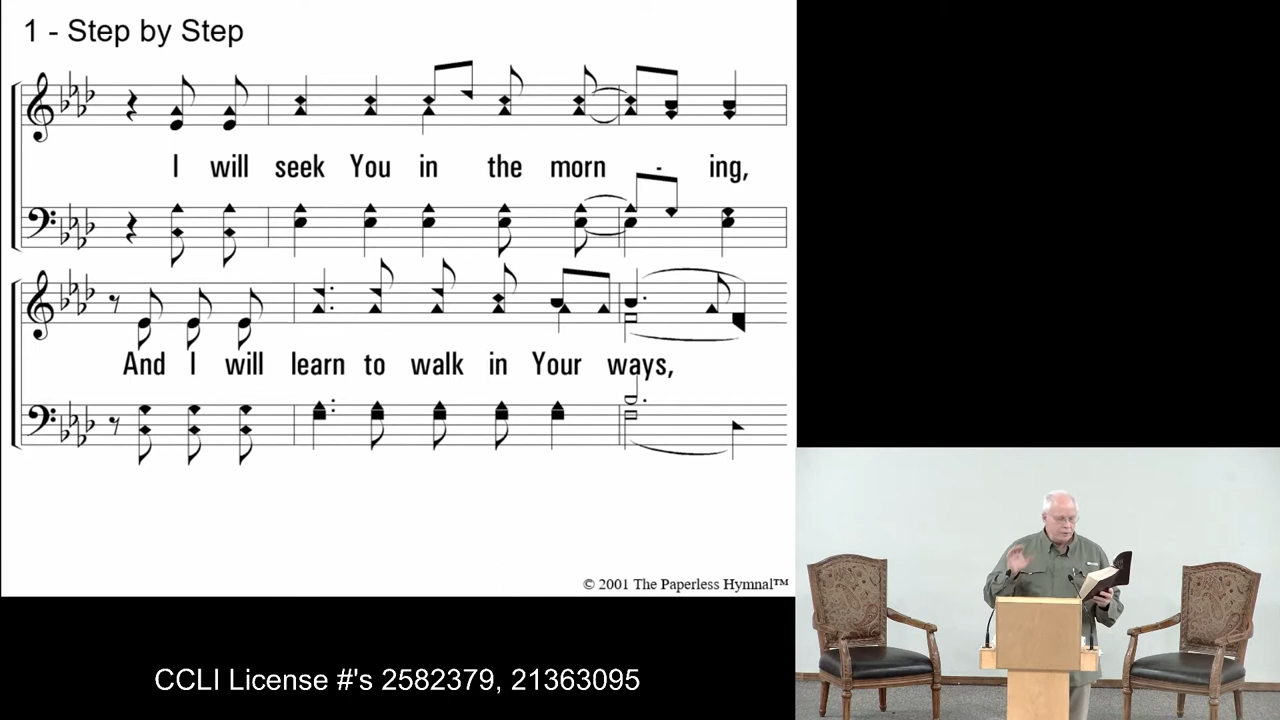 1 - Step by Step
I will seek You in the morn - ing,
And I will learn to walk in Your ways,
© 2001 The Paperless Hymnal™
CCLI License #'s 2582379, 21363095